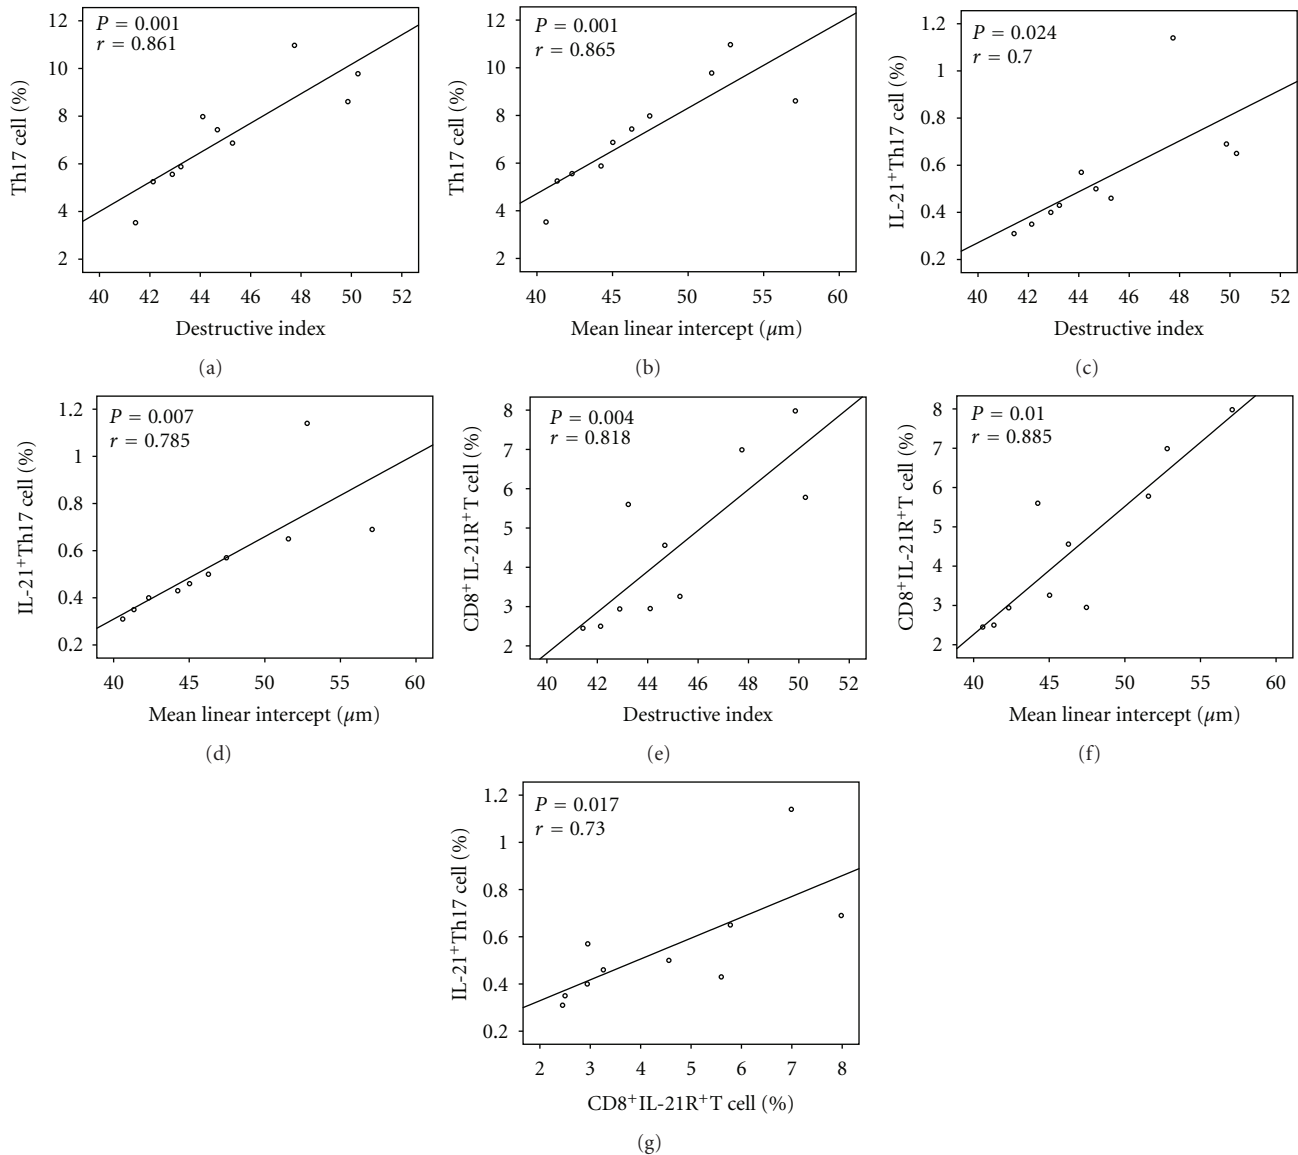 P = 0.001
r = 0.861
12
10
8
6
4
2
Th17 cell (%)
40 42 44 46 48 50 52
Destructive index
(a)
P = 0.001
r = 0.865
12
10
8
6
4
2
Th17 cell (%)
40 45 50 55 60
Mean linear intercept (μm)
(b)
P = 0.024
r = 0.7
1.2
1
0.8
0.6
0.4
0.2
IL-21⁺Th17 cell (%)
40 42 44 46 48 50 52
Destructive index
(c)
P = 0.007
r = 0.785
1.2
1
0.8
0.6
0.4
0.2
IL-21⁺Th17 cell (%)
40 45 50 55 60
Mean linear intercept (μm)
(d)
P = 0.004
r = 0.818
8
7
6
5
4
3
2
CD8⁺IL-21R⁺T cell (%)
40 42 44 46 48 50 52
Destructive index
(e)
P = 0.01
r = 0.885
8
7
6
5
4
3
2
CD8⁺IL-21R⁺T cell (%)
40 45 50 55 60
Mean linear intercept (μm)
(f)
P = 0.017
r = 0.73
1.2
1
0.8
0.6
0.4
0.2
IL-21⁺Th17 cell (%)
2 3 4 5 6 7 8
CD8⁺IL-21R⁺T cell (%)
(g)